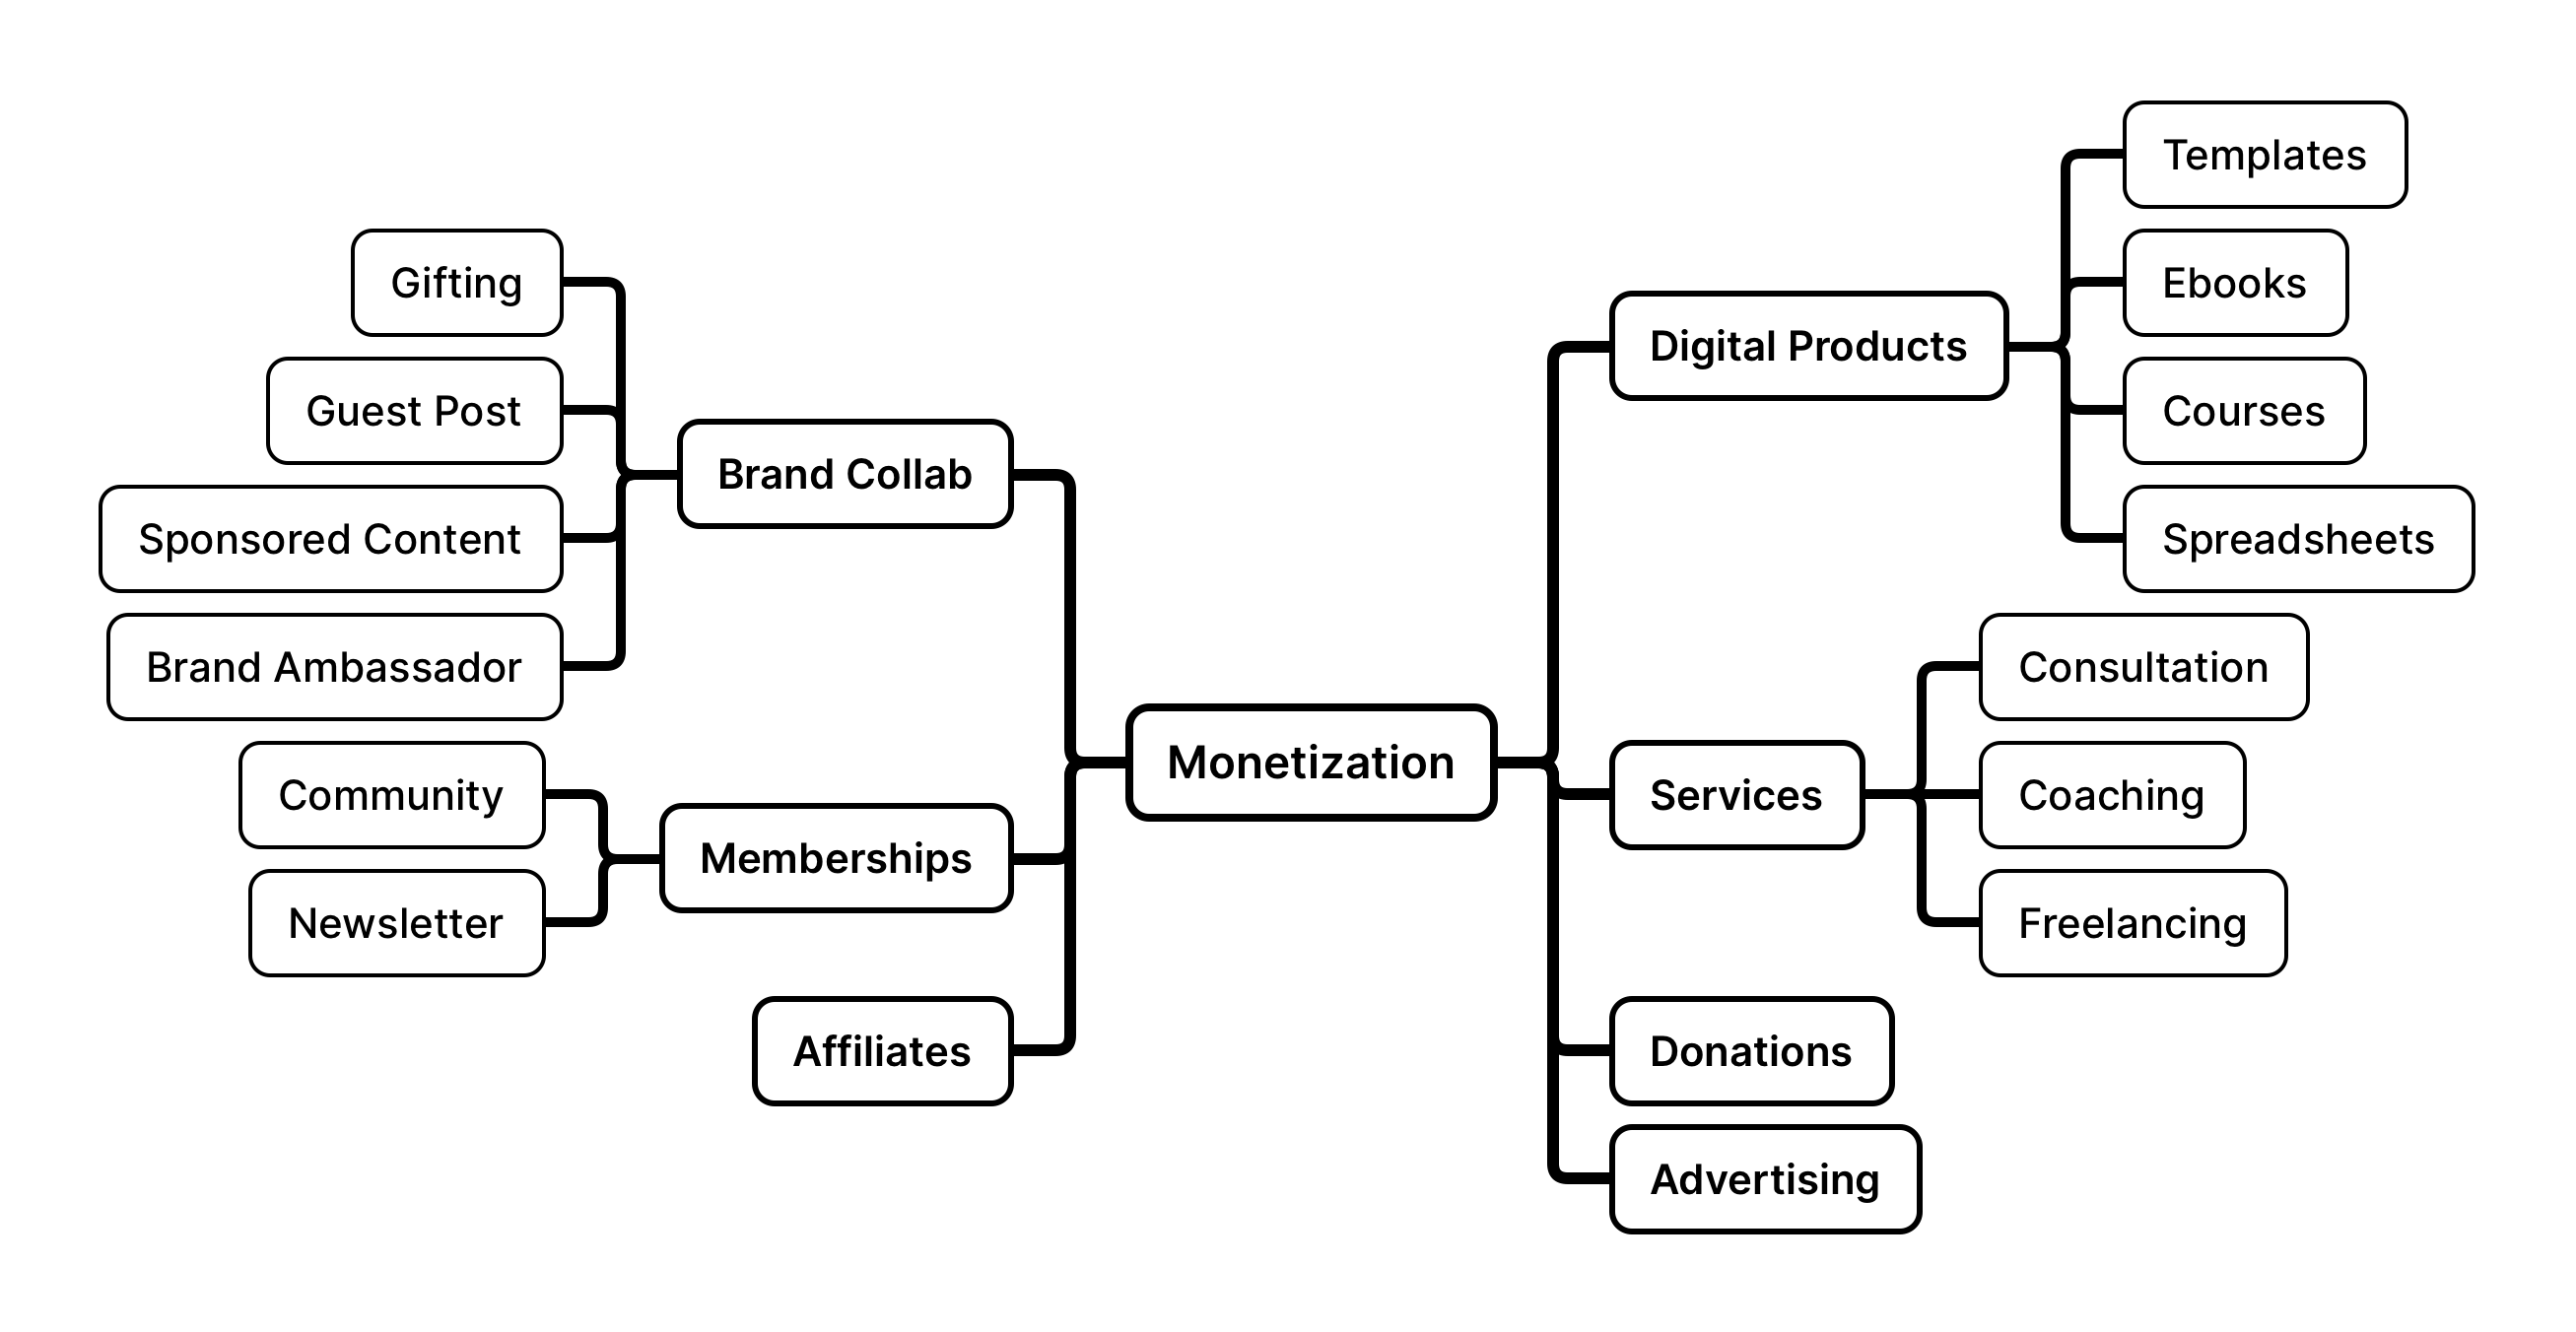 Monetization
Brand Collab
Gifting
Guest Post
Sponsored Content
Brand Ambassador
Memberships
Community
Newsletter
Affiliates
Digital Products
Templates
Ebooks
Courses
Spreadsheets
Services
Consultation
Coaching
Freelancing
Donations
Advertising